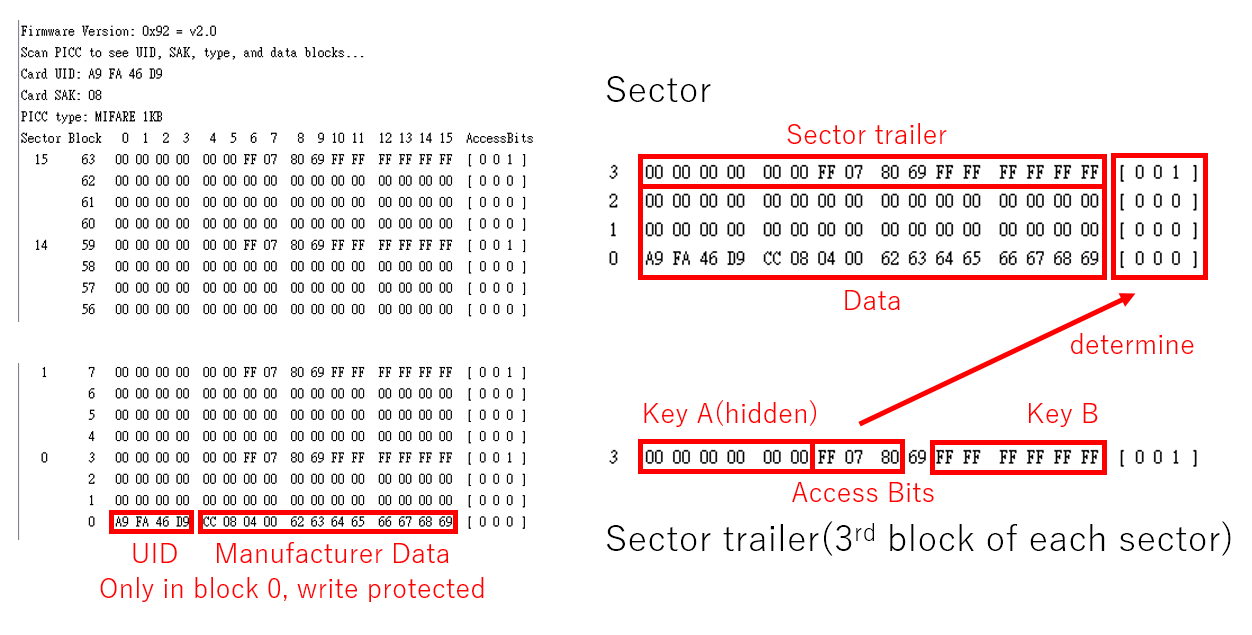 Firmware Version: 0x92 = v2.0
Scan PICC to see UID, SAK, type, and data blocks...
Card UID: A9 FA 46 D9
Card SAK: 08
PICC type: MIFARE 1KB
Sector Block 0 1 2 3 4 5 6 7 8 9 10 11 12 13 14 15 AccessBits
15 63 00 00 00 00 00 00 FF 07 80 69 FF FF FF FF FF FF [ 0 0 1 ]
62 00 00 00 00 00 00 00 00 00 00 00 00 00 00 00 00 [ 0 0 0 ]
61 00 00 00 00 00 00 00 00 00 00 00 00 00 00 00 00 [ 0 0 0 ]
60 00 00 00 00 00 00 00 00 00 00 00 00 00 00 00 00 [ 0 0 0 ]
14 59 00 00 00 00 00 00 FF 07 80 69 FF FF FF FF FF FF [ 0 0 1 ]
58 00 00 00 00 00 00 00 00 00 00 00 00 00 00 00 00 [ 0 0 0 ]
57 00 00 00 00 00 00 00 00 00 00 00 00 00 00 00 00 [ 0 0 0 ]
56 00 00 00 00 00 00 00 00 00 00 00 00 00 00 00 00 [ 0 0 0 ]
1 7 00 00 00 00 00 00 FF 07 80 69 FF FF FF FF FF FF [ 0 0 1 ]
6 00 00 00 00 00 00 00 00 00 00 00 00 00 00 00 00 [ 0 0 0 ]
5 00 00 00 00 00 00 00 00 00 00 00 00 00 00 00 00 [ 0 0 0 ]
4 00 00 00 00 00 00 00 00 00 00 00 00 00 00 00 00 [ 0 0 0 ]
0 3 00 00 00 00 00 00 FF 07 80 69 FF FF FF FF FF FF [ 0 0 1 ]
2 00 00 00 00 00 00 00 00 00 00 00 00 00 00 00 00 [ 0 0 0 ]
1 00 00 00 00 00 00 00 00 00 00 00 00 00 00 00 00 [ 0 0 0 ]
0 A9 FA 46 D9 CC 08 04 00 62 63 64 65 66 67 68 69 [ 0 0 0 ]
UID Manufacturer Data
Only in block 0, write protected
Sector
Sector trailer
3 00 00 00 00 00 00 FF 07 80 69 FF FF FF FF FF FF [ 0 0 1 ]
2 00 00 00 00 00 00 00 00 00 00 00 00 00 00 00 00 [ 0 0 0 ]
1 00 00 00 00 00 00 00 00 00 00 00 00 00 00 00 00 [ 0 0 0 ]
0 A9 FA 46 D9 CC 08 04 00 62 63 64 65 66 67 68 69 [ 0 0 0 ]
Data
determine
Key A(hidden) Key B
3 00 00 00 00 00 00 FF 07 80 69 FF FF FF FF FF FF [ 0 0 1 ]
Access Bits
Sector trailer(3rd block of each sector)